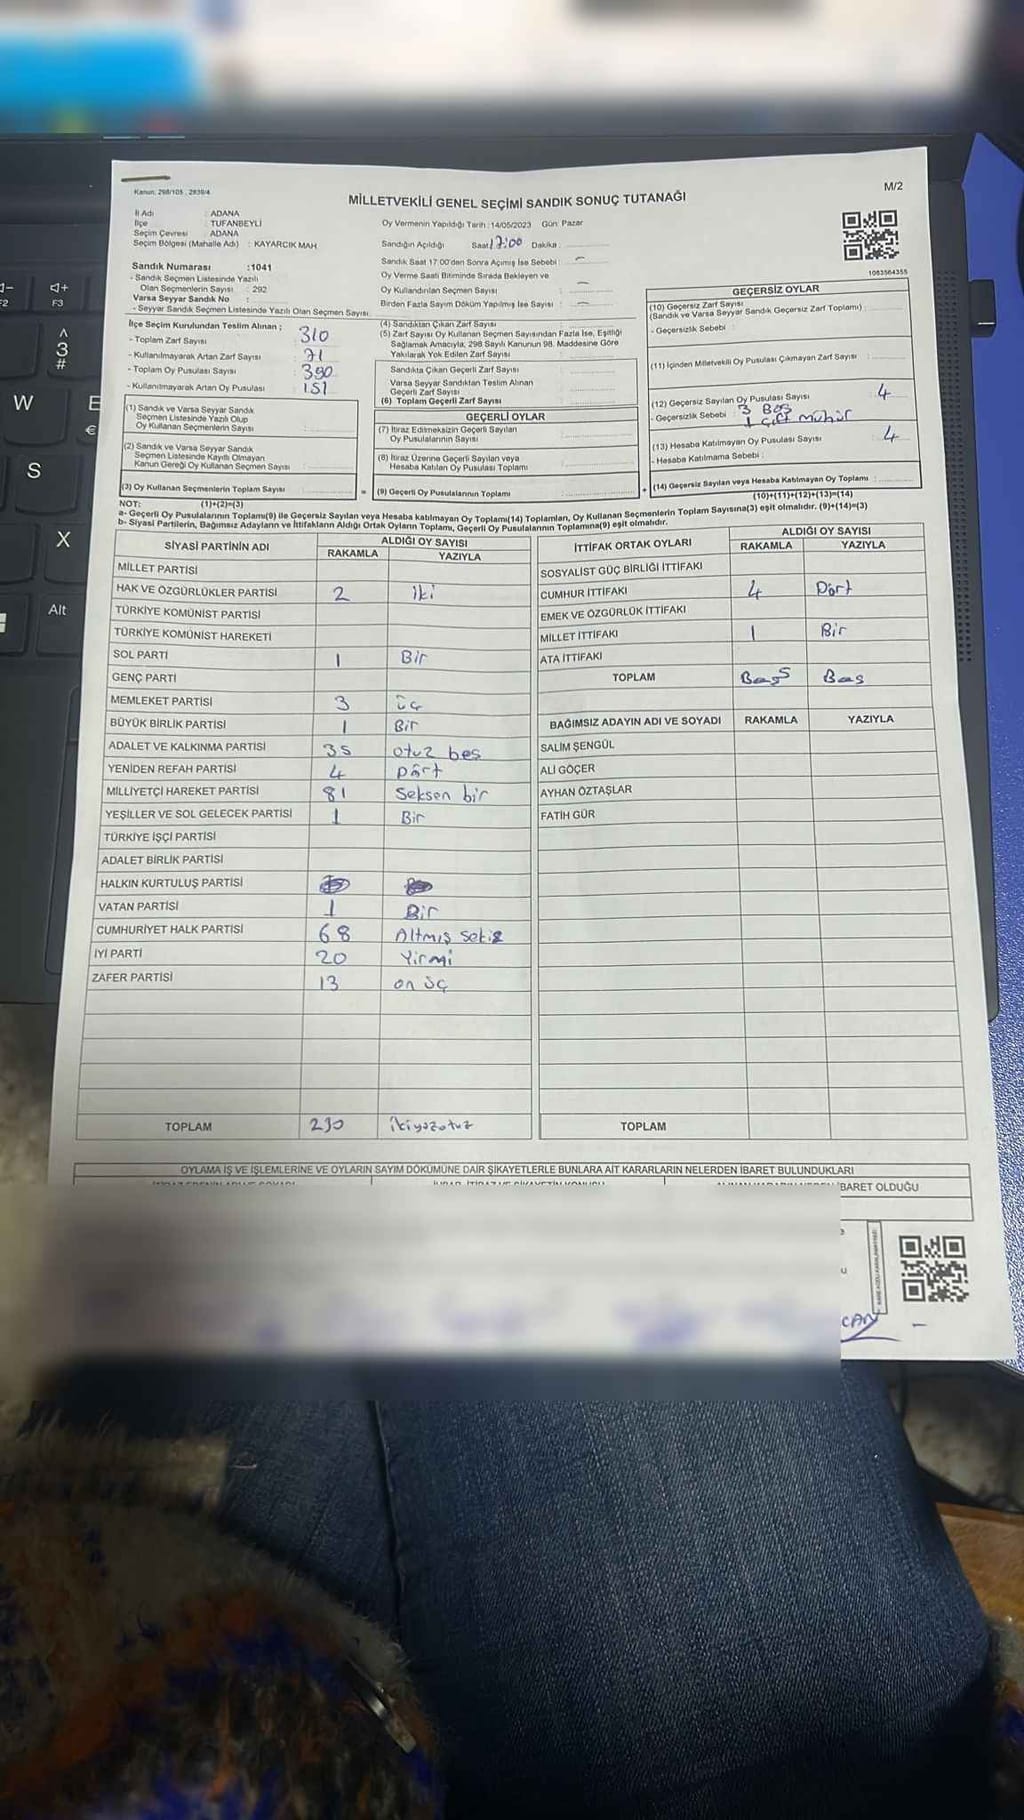 Kanun: 298/105 . 2839/4
MİLLETVEKİLİ GENEL SEÇİMİ SANDIK SONUÇ TUTANAĞI
M/2
İl Adı : ADANA
İlçe : TUFANBEYLİ
Seçim Çevresi : ADANA
Seçim Bölgesi (Mahalle Adı) : KAYARCIK MAH.
Sandık Numarası :1041
- Sandık Seçmen Listesinde Yazılı
Olan Seçmenlerin Sayısı : 292
Varsa Seyyar Sandık No :
- Seyyar Sandık Seçmen Listesinde Yazılı Olan Seçmen Sayısı
Oy Vermenin Yapıldığı Tarih : 14/05/2023 Gün: Pazar
Sandığın Açıldığı Saat 17:00 Dakika :
Sandık Saat 17:00'den Sonra Açımış İse Sebebi :
Oy Verme Saati Bitiminde Sırada Bekleyen ve
Oy Kullandırılan Seçmen Sayısı :
Birden Fazla Sayım Döküm Yapılmış İse Sayısı :
1083564355
İlçe Seçim Kurulundan Teslim Alınan ;
- Toplam Zarf Sayısı : 310
- Kullanılmayarak Artan Zarf Sayısı : 71
- Toplam Oy Pusulası Sayısı : 390
- Kullanılmayarak Artan Oy Pusulası : 151
(1) Sandık ve Varsa Seyyar Sandık
Seçmen Listesinde Yazılı Olup
Oy Kullanan Seçmenlerin Sayısı :
(2) Sandık ve Varsa Seyyar Sandık
Seçmen Listesinde Kayıtlı Olmayan
Kanun Gereği Oy Kullanan Seçmen Sayısı :
(3) Oy Kullanan Seçmenlerin Toplam Sayısı :
(1)+(2)=(3)
(4) Sandıktan Çıkan Zarf Sayısı :
(5) Zarf Sayısı Oy Kullanan Seçmen Sayısından Fazla İse, Eşitliği
Sağlamak Amacıyla, 298 Sayılı Kanunun 98. Maddesine Göre
Yakılarak Yok Edilen Zarf Sayısı :
Sandıkta Çıkan Geçerli Zarf Sayısı :
Varsa Seyyar Sandıktan Teslim Alınan
Geçerli Zarf Sayısı :
(6) Toplam Geçerli Zarf Sayısı :
GEÇERLİ OYLAR
(7) İtiraz Edilmeksizin Geçerli Sayılan
Oy Pusulalarının Sayısı :
(8) İtiraz Üzerine Geçerli Sayılan veya
Hesaba Katılan Oy Pusulası Toplamı :
= (9) Geçerli Oy Pusulalarının Toplamı :
GEÇERSİZ OYLAR
(10) Geçersiz Zarf Sayısı
(Sandık ve Varsa Seyyar Sandık Geçersiz Zarf Toplamı) :
- Geçersizlik Sebebi :
(11) İçinden Milletvekili Oy Pusulası Çıkmayan Zarf Sayısı :
(12) Geçersiz Sayılan Oy Pusulası Sayısı : 4
- Geçersizlik Sebebi : 3 Boş
1 çift mühür
(13) Hesaba Katılmayan Oy Pusulası Sayısı : 4
- Hesaba Katılmama Sebebi :
+ (14) Geçersiz Sayılan veya Hesaba Katılmayan Oy Toplamı :
(10)+(11)+(12)+(13)=(14)
NOT:
a- Geçerli Oy Pusulalarının Toplamı(9) ile Geçersiz Sayılan veya Hesaba katılmayan Oy Toplamı(14) Toplamları, Oy Kullanan Seçmenlerin Toplam Sayısına(3) eşit olmalıdır. (9)+(14)=(3)
b- Siyasi Partilerin, Bağımsız Adayların ve İttifakların Aldığı Ortak Oyların Toplamı, Geçerli Oy Pusulalarının Toplamına(9) eşit olmalıdır.
SİYASİ PARTİNİN ADI ALDIĞI OY SAYISI
RAKAMLA YAZIYLA
MİLLET PARTİSİ
HAK VE ÖZGÜRLÜKLER PARTİSİ 2 iki
TÜRKİYE KOMÜNİST PARTİSİ
TÜRKİYE KOMÜNİST HAREKETİ
SOL PARTİ 1 Bir
GENÇ PARTİ
MEMLEKET PARTİSİ 3 üç
BÜYÜK BİRLİK PARTİSİ 1 Bir
ADALET VE KALKINMA PARTİSİ 35 otuz beş
YENİDEN REFAH PARTİSİ 4 Dört
MİLLİYETÇİ HAREKET PARTİSİ 81 Seksen bir
YEŞİLLER VE SOL GELECEK PARTİSİ 1 Bir
TÜRKİYE İŞÇİ PARTİSİ
ADALET BİRLİK PARTİSİ
HALKIN KURTULUŞ PARTİSİ
VATAN PARTİSİ 1 Bir
CUMHURİYET HALK PARTİSİ 68 Altmış sekiz
İYİ PARTİ 20 Yirmi
ZAFER PARTİSİ 13 on üç
TOPLAM 230 ikiyüzotuz
İTTİFAK ORTAK OYLARI ALDIĞI OY SAYISI
RAKAMLA YAZIYLA
SOSYALİST GÜÇ BİRLİĞİ İTTİFAKI
CUMHUR İTTİFAKI 4 Dört
EMEK VE ÖZGÜRLÜK İTTİFAKI
MİLLET İTTİFAKI 1 Bir
ATA İTTİFAKI
TOPLAM Beş Beş
BAĞIMSIZ ADAYIN ADI VE SOYADI RAKAMLA YAZIYLA
SALİM ŞENGÜL
ALİ GÖÇER
AYHAN ÖZTAŞLAR
FATİH GÜR
TOPLAM
OYLAMA İŞ VE İŞLEMLERİNE VE OYLARIN SAYIM DÖKÜMÜNE DAİR ŞİKAYETLERLE BUNLARA AİT KARARLARIN NELERDEN İBARET BULUNDUKLARI
İBARET OLDUĞU
CAN
W
E
€
S
X
Alt
3
#
F2
F3